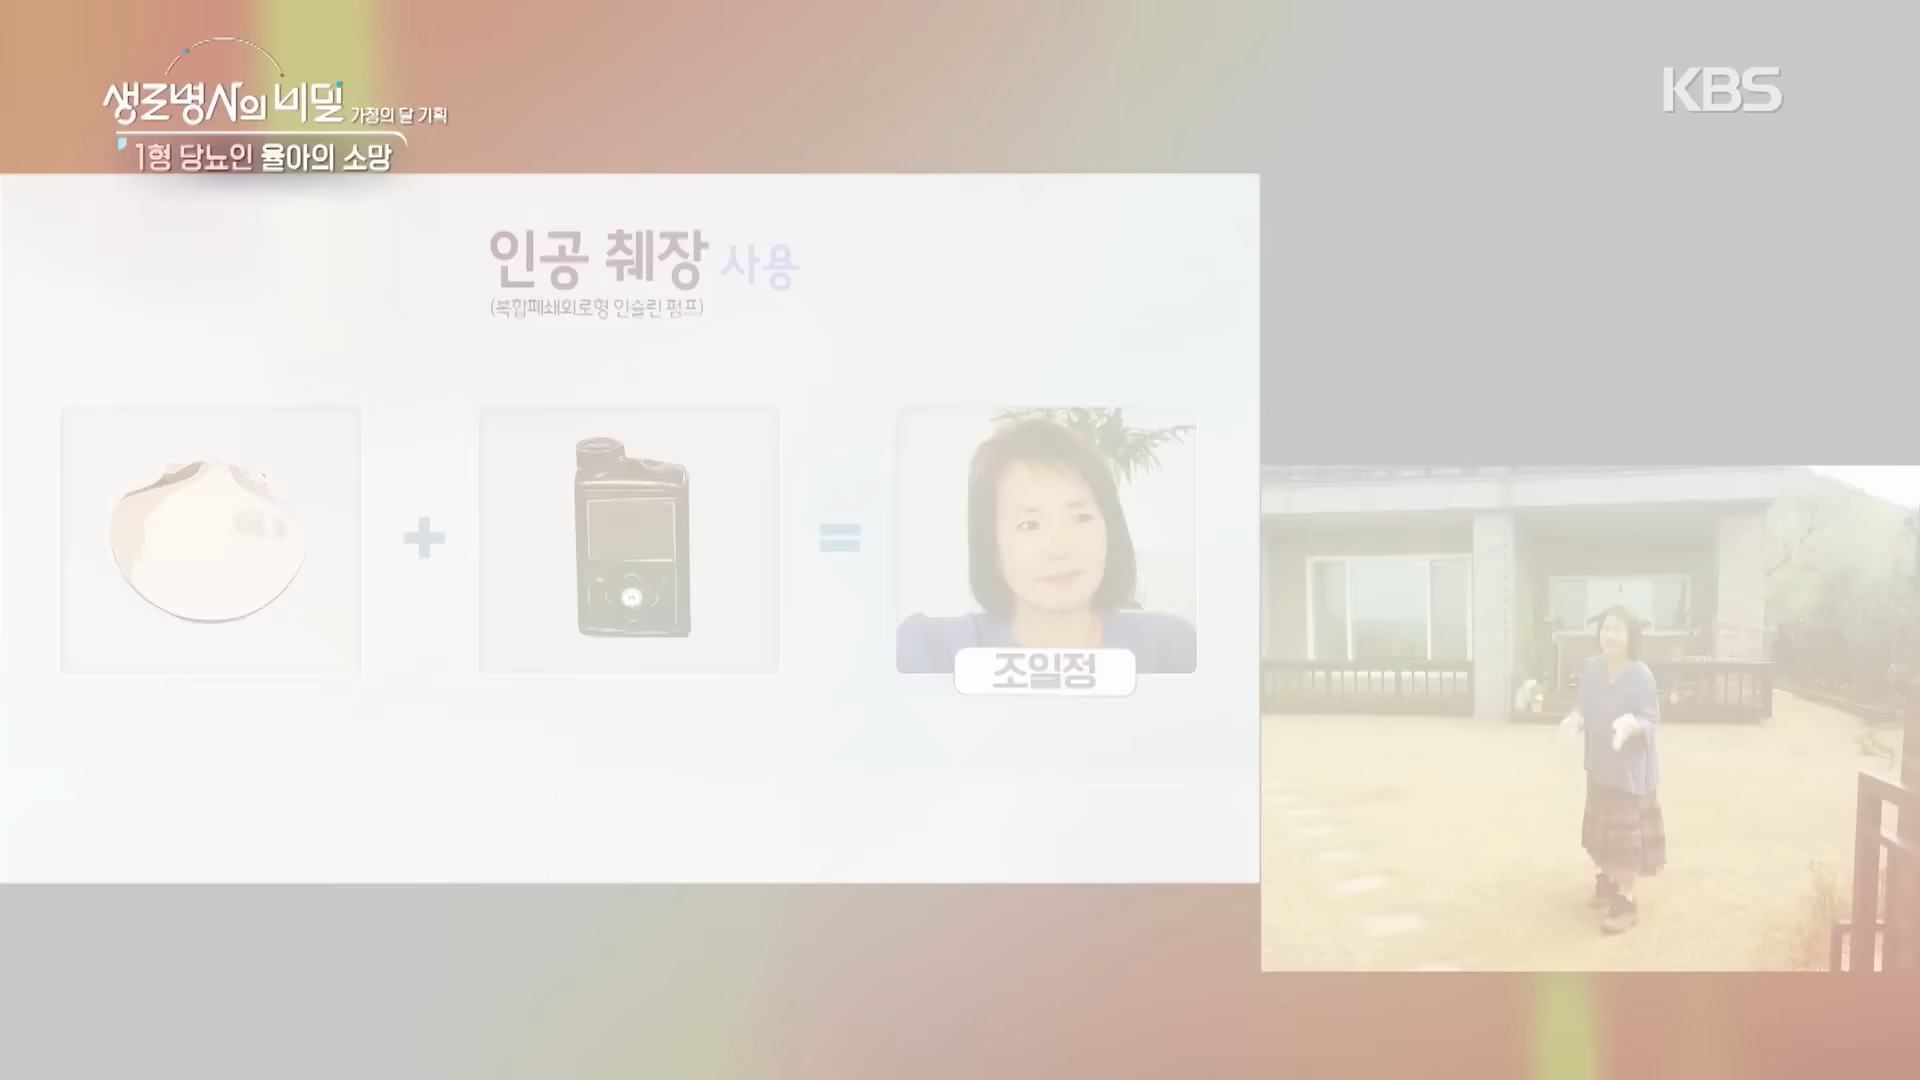 생로병사의 비밀 가정의 달 기획
1형 당뇨인 율아의 소망
KBS
인공 췌장 사용
(복합폐쇄회로형 인슐린 펌프)
조일정